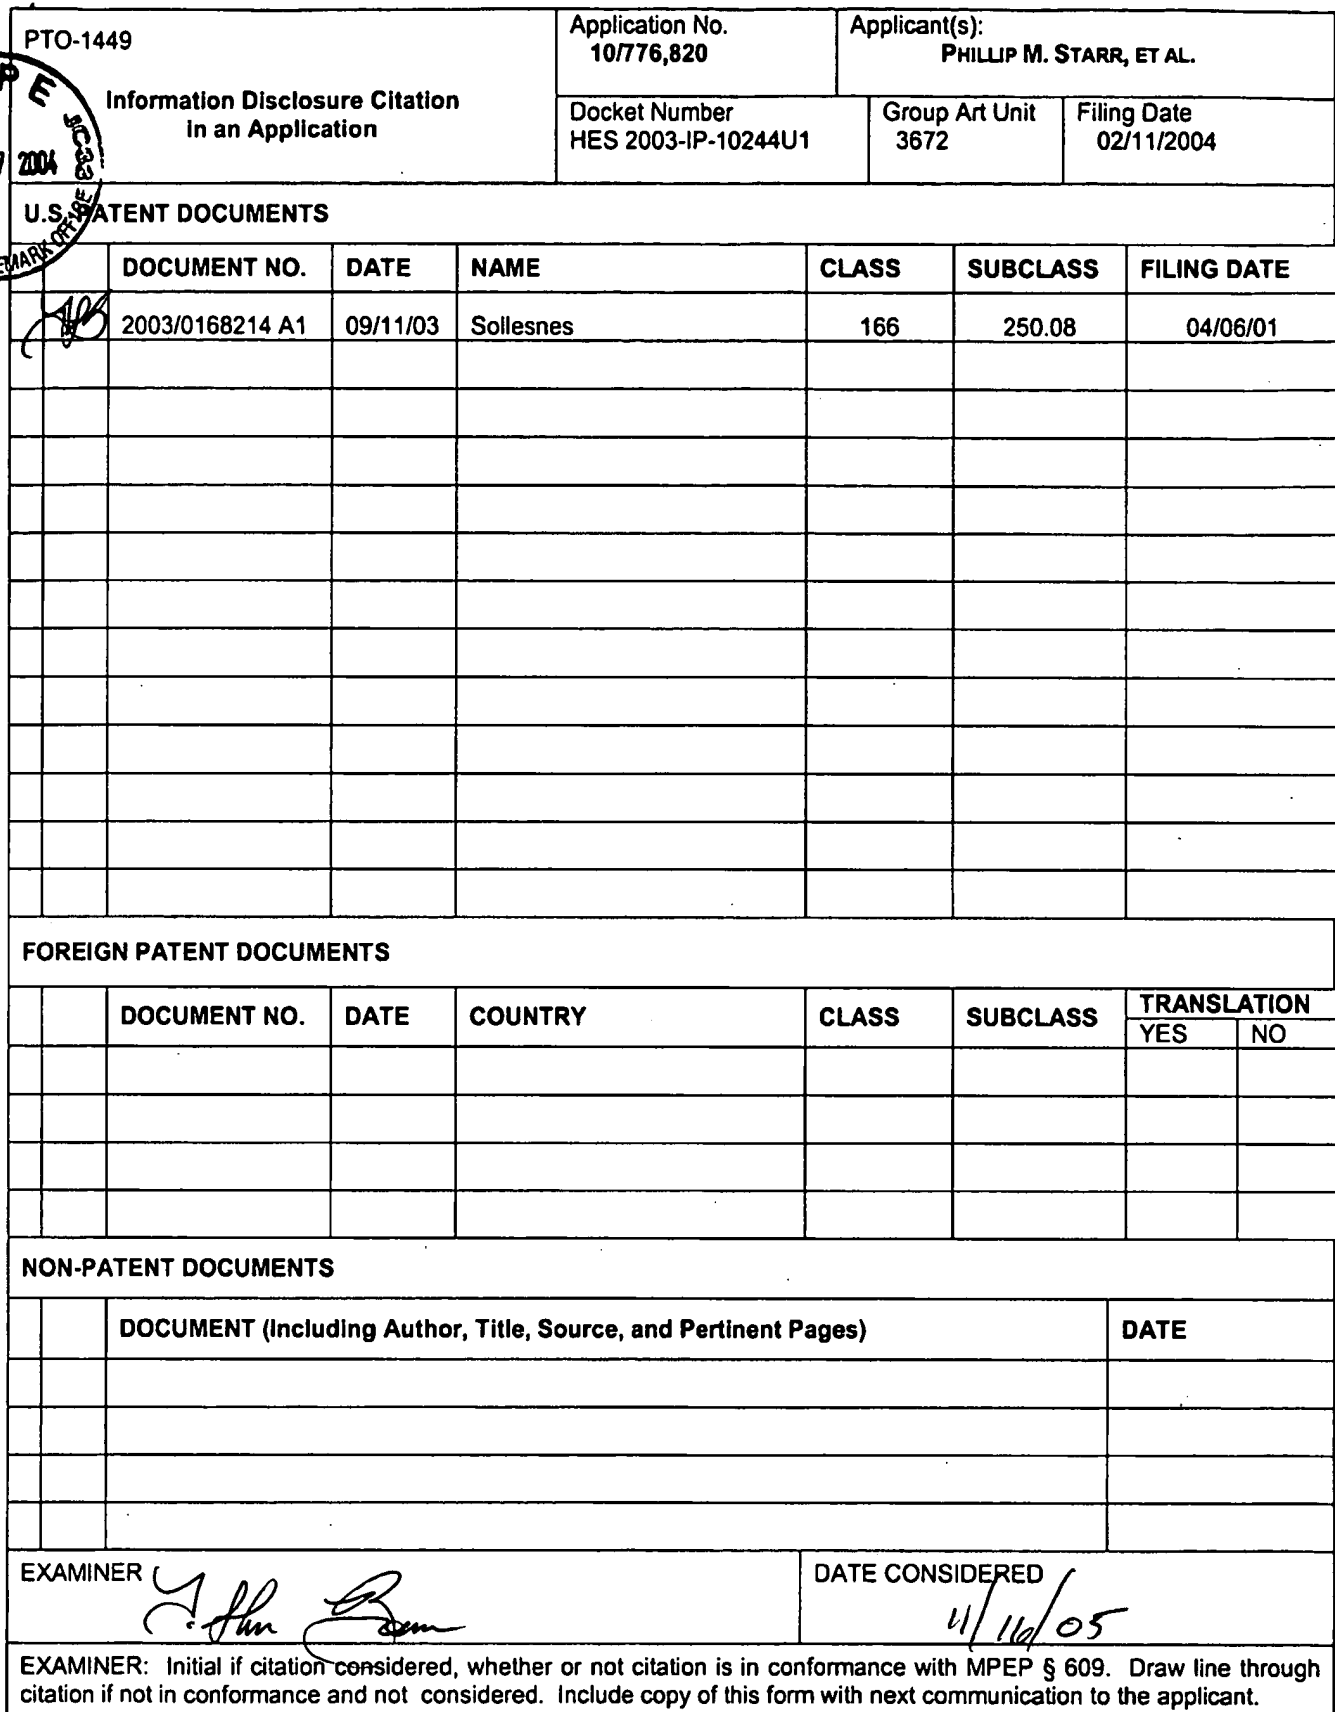 PTO-1449
Information Disclosure Citation
in an Application
Application No.
10/776,820
Applicant(s):
PHILLIP M. STARR, ET AL.
Docket Number
HES 2003-IP-10244U1
Group Art Unit
3672
Filing Date
02/11/2004
P E
JC33
2004
EMARK OFFICE
U.S. PATENT DOCUMENTS
DOCUMENT NO. DATE NAME CLASS SUBCLASS FILING DATE
2003/0168214 A1 09/11/03 Sollesnes 166 250.08 04/06/01
FOREIGN PATENT DOCUMENTS
DOCUMENT NO. DATE COUNTRY CLASS SUBCLASS TRANSLATION
YES NO
NON-PATENT DOCUMENTS
DOCUMENT (Including Author, Title, Source, and Pertinent Pages) DATE
EXAMINER
DATE CONSIDERED
11/16/05
EXAMINER: Initial if citation considered, whether or not citation is in conformance with MPEP § 609. Draw line through
citation if not in conformance and not considered. Include copy of this form with next communication to the applicant.